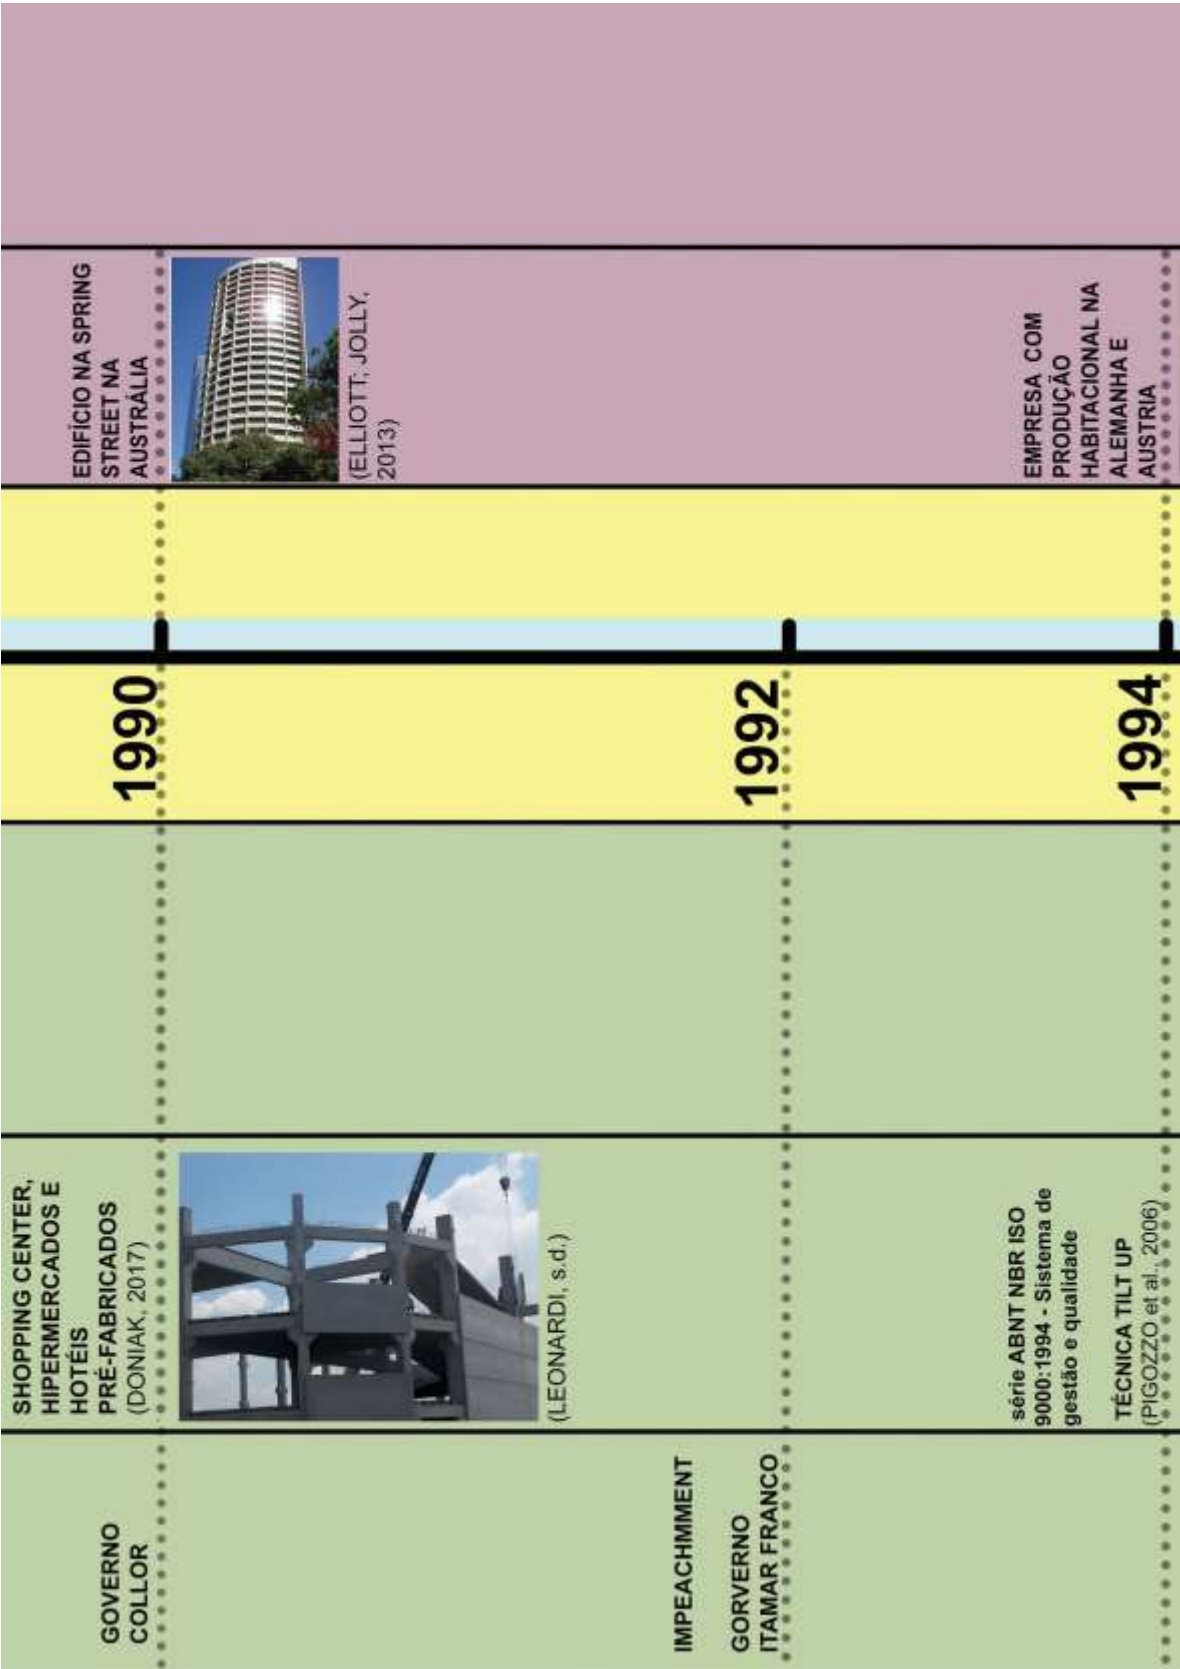 GOVERNO
COLLOR
SHOPPING CENTER,
HIPERMERCADOS E
HOTÉIS
PRÉ-FABRICADOS
(DONIAK, 2017)
(LEONARDI, s.d.)
1990
EDIFÍCIO NA SPRING
STREET NA
AUSTRÁLIA
(ELLIOTT; JOLLY,
2013)
IMPEACHMMENT
GORVERNO
ITAMAR FRANCO
1992
série ABNT NBR ISO
9000:1994 - Sistema de
gestão e qualidade
TÉCNICA TILT UP
(PIGOZZO et al., 2006)
1994
EMPRESA COM
PRODUÇÃO
HABITACIONAL NA
ALEMANHA E
AUSTRIA